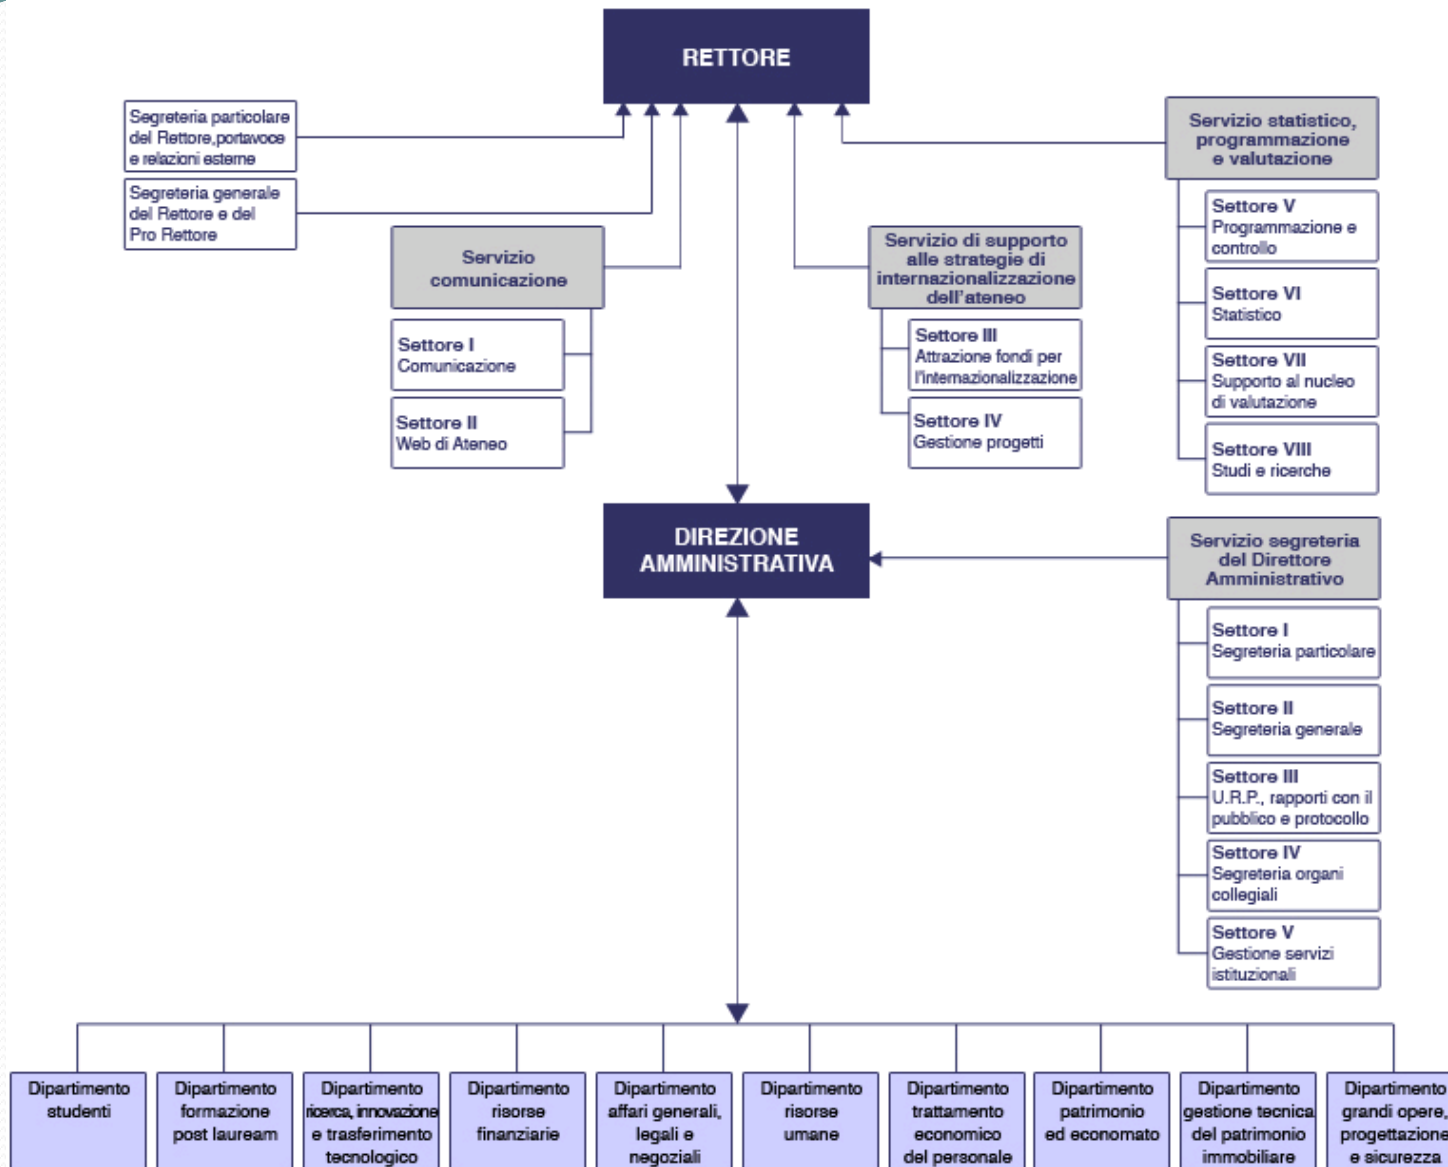 RETTORE
Segreteria particolare
del Rettore,portavoce
e relazioni esterne
Segreteria generale
del Rettore e del
Pro Rettore
Servizio
comunicazione
Settore I
Comunicazione
Settore II
Web di Ateneo
Servizio di supporto
alle strategie di
internazionalizzazione
dell'ateneo
Settore III
Attrazione fondi per
l'internazionalizzazione
Settore IV
Gestione progetti
Servizio statistico,
programmazione
e valutazione
Settore V
Programmazione e
controllo
Settore VI
Statistico
Settore VII
Supporto al nucleo
di valutazione
Settore VIII
Studi e ricerche
DIREZIONE
AMMINISTRATIVA
Servizio segreteria
del Direttore
Amministrativo
Settore I
Segreteria particolare
Settore II
Segreteria generale
Settore III
U.R.P., rapporti con il
pubblico e protocollo
Settore IV
Segreteria organi
collegiali
Settore V
Gestione servizi
istituzionali
Dipartimento
studenti
Dipartimento
formazione
post lauream
Dipartimento
ricerca, innovazione
e trasferimento
tecnologico
Dipartimento
risorse
finanziarie
Dipartimento
affari generali,
legali e
negoziali
Dipartimento
risorse
umane
Dipartimento
trattamento
economico
del personale
Dipartimento
patrimonio
ed economato
Dipartimento
gestione tecnica
del patrimonio
immobiliare
Dipartimento
grandi opere,
progettazione
e sicurezza